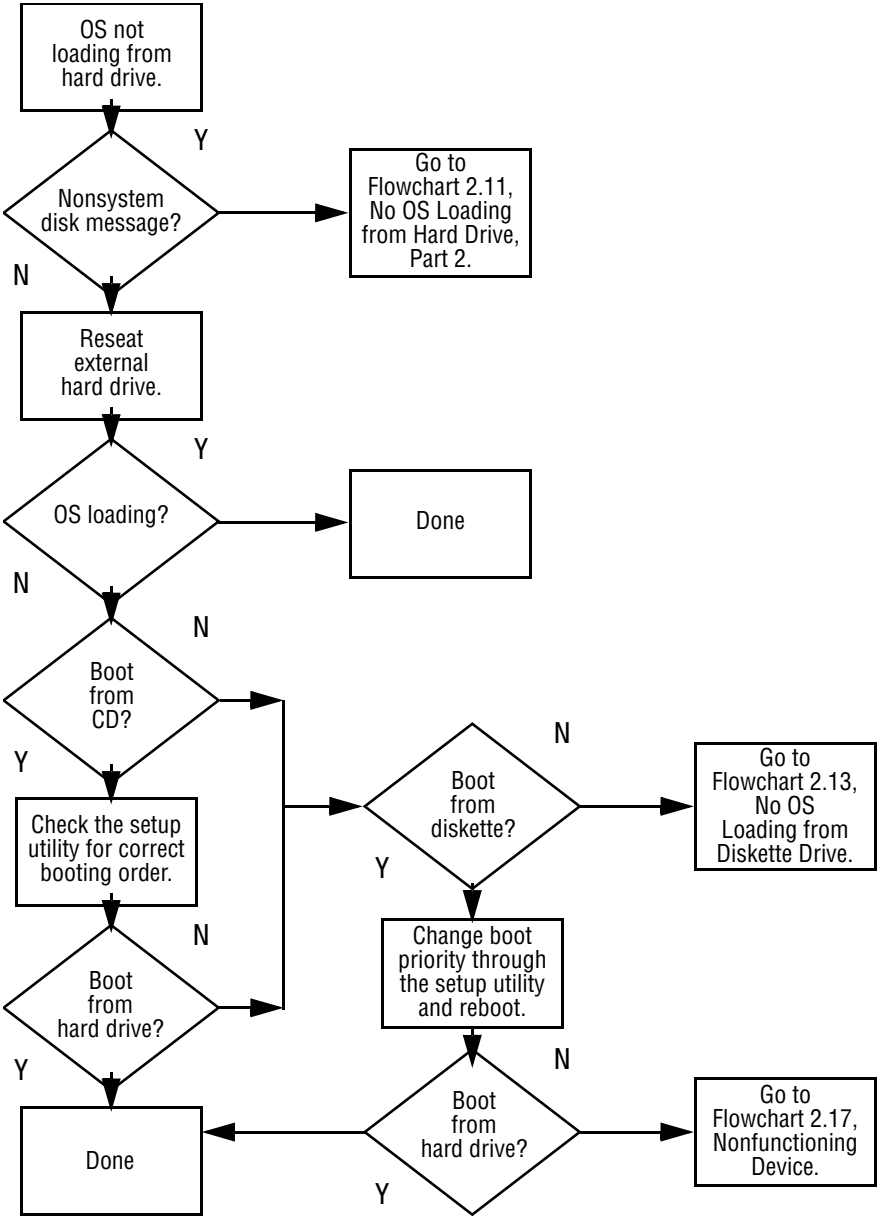 OS not
loading from
hard drive.
Y
Nonsystem
disk message?
Go to
Flowchart 2.11,
No OS Loading
from Hard Drive,
Part 2.
N
Reseat
external
hard drive.
Y
OS loading?
Done
N
N
Boot
from
CD?
Y
Check the setup
utility for correct
booting order.
N
Boot
from
hard drive?
Y
Done
N
Boot
from
diskette?
Go to
Flowchart 2.13,
No OS
Loading from
Diskette Drive.
Y
Change boot
priority through
the setup utility
and reboot.
N
Boot
from
hard drive?
Go to
Flowchart 2.17,
Nonfunctioning
Device.
Y